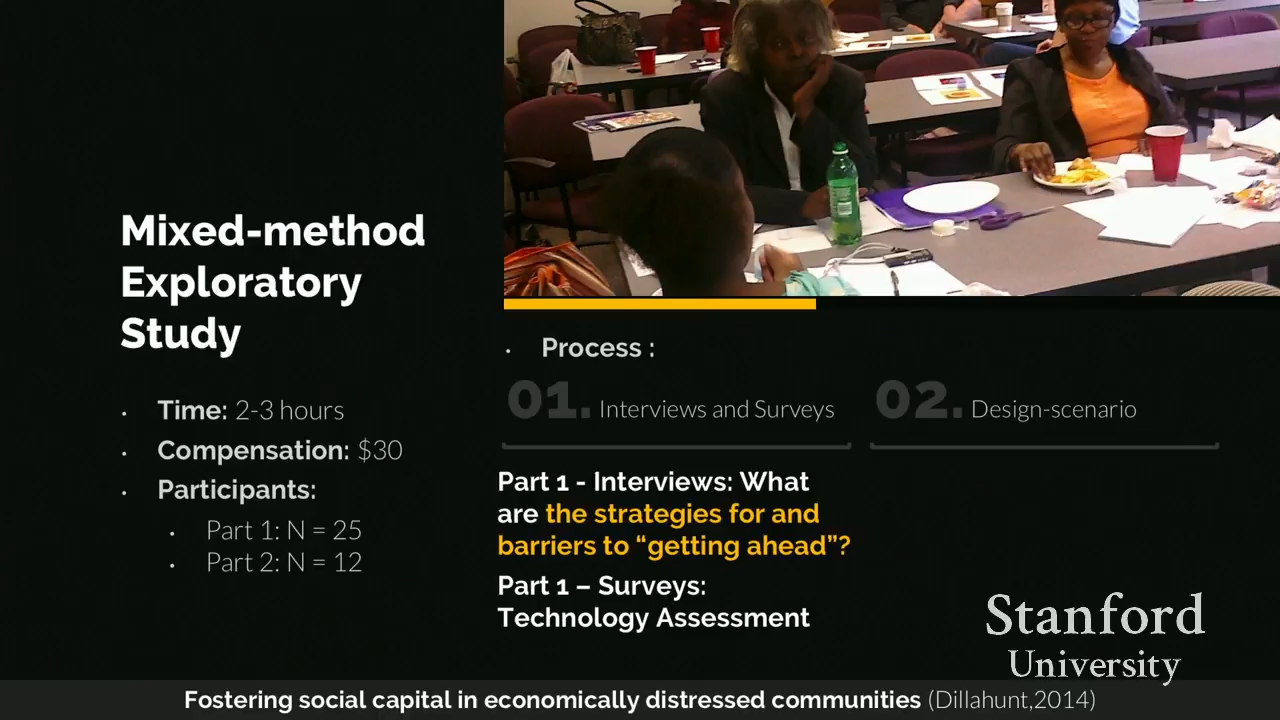 Mixed-method
Exploratory
Study
• Time: 2-3 hours
• Compensation: $30
• Participants:
• Part 1: N = 25
• Part 2: N = 12
• Process :
01. Interviews and Surveys
02. Design-scenario
Part 1 - Interviews: What
are the strategies for and
barriers to “getting ahead”?
Part 1 – Surveys:
Technology Assessment
Stanford
University
Fostering social capital in economically distressed communities (Dillahunt,2014)